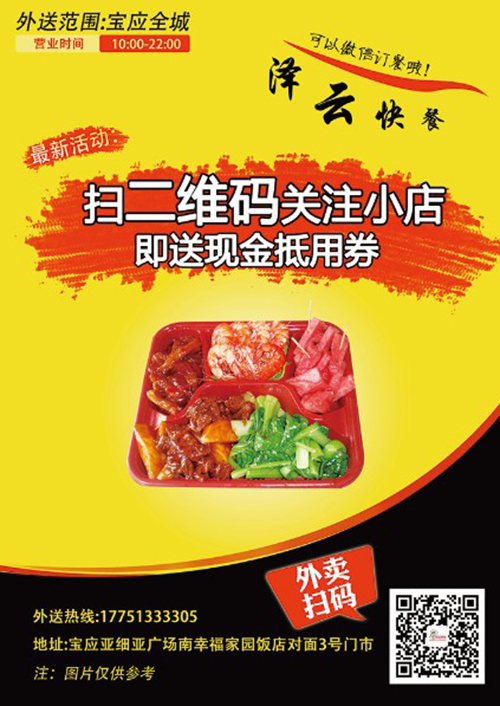 外送范围:宝应全城
营业时间 10:00-22:00
可以微信订餐哦!
泽云快餐
最新活动:
扫二维码关注小店
即送现金抵用券
外卖
扫码
外送热线:17751333305
地址:宝应亚细亚广场南幸福家园饭店对面3号门市
注：图片仅供参考